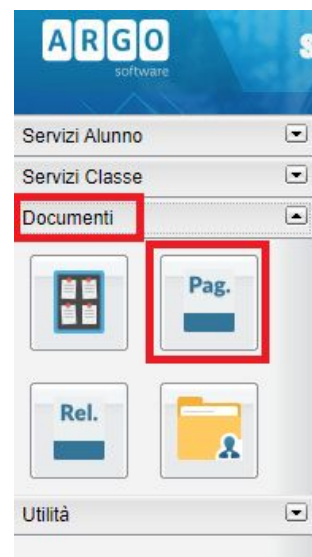 ARGO
software
Servizi Alunno
Servizi Classe
Documenti
Pag.
Rel.
Utilità